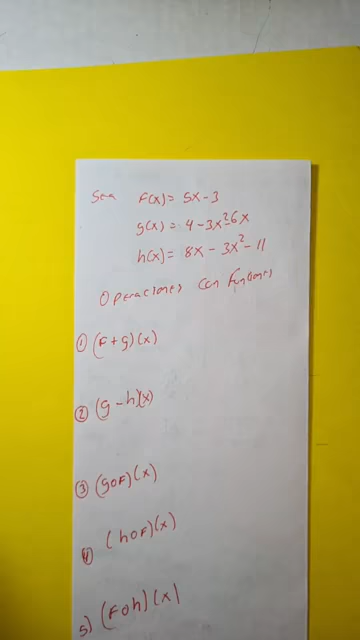 Sea F(x) = 5x - 3
g(x) = 4 - 3x² - 6x
h(x) = 8x - 3x² - 11
Operaciones con funciones
① (F + g)(x)
② (g - h)(x)
③ (goF)(x)
4 (hoF)(x)
5) (Foh)(x)